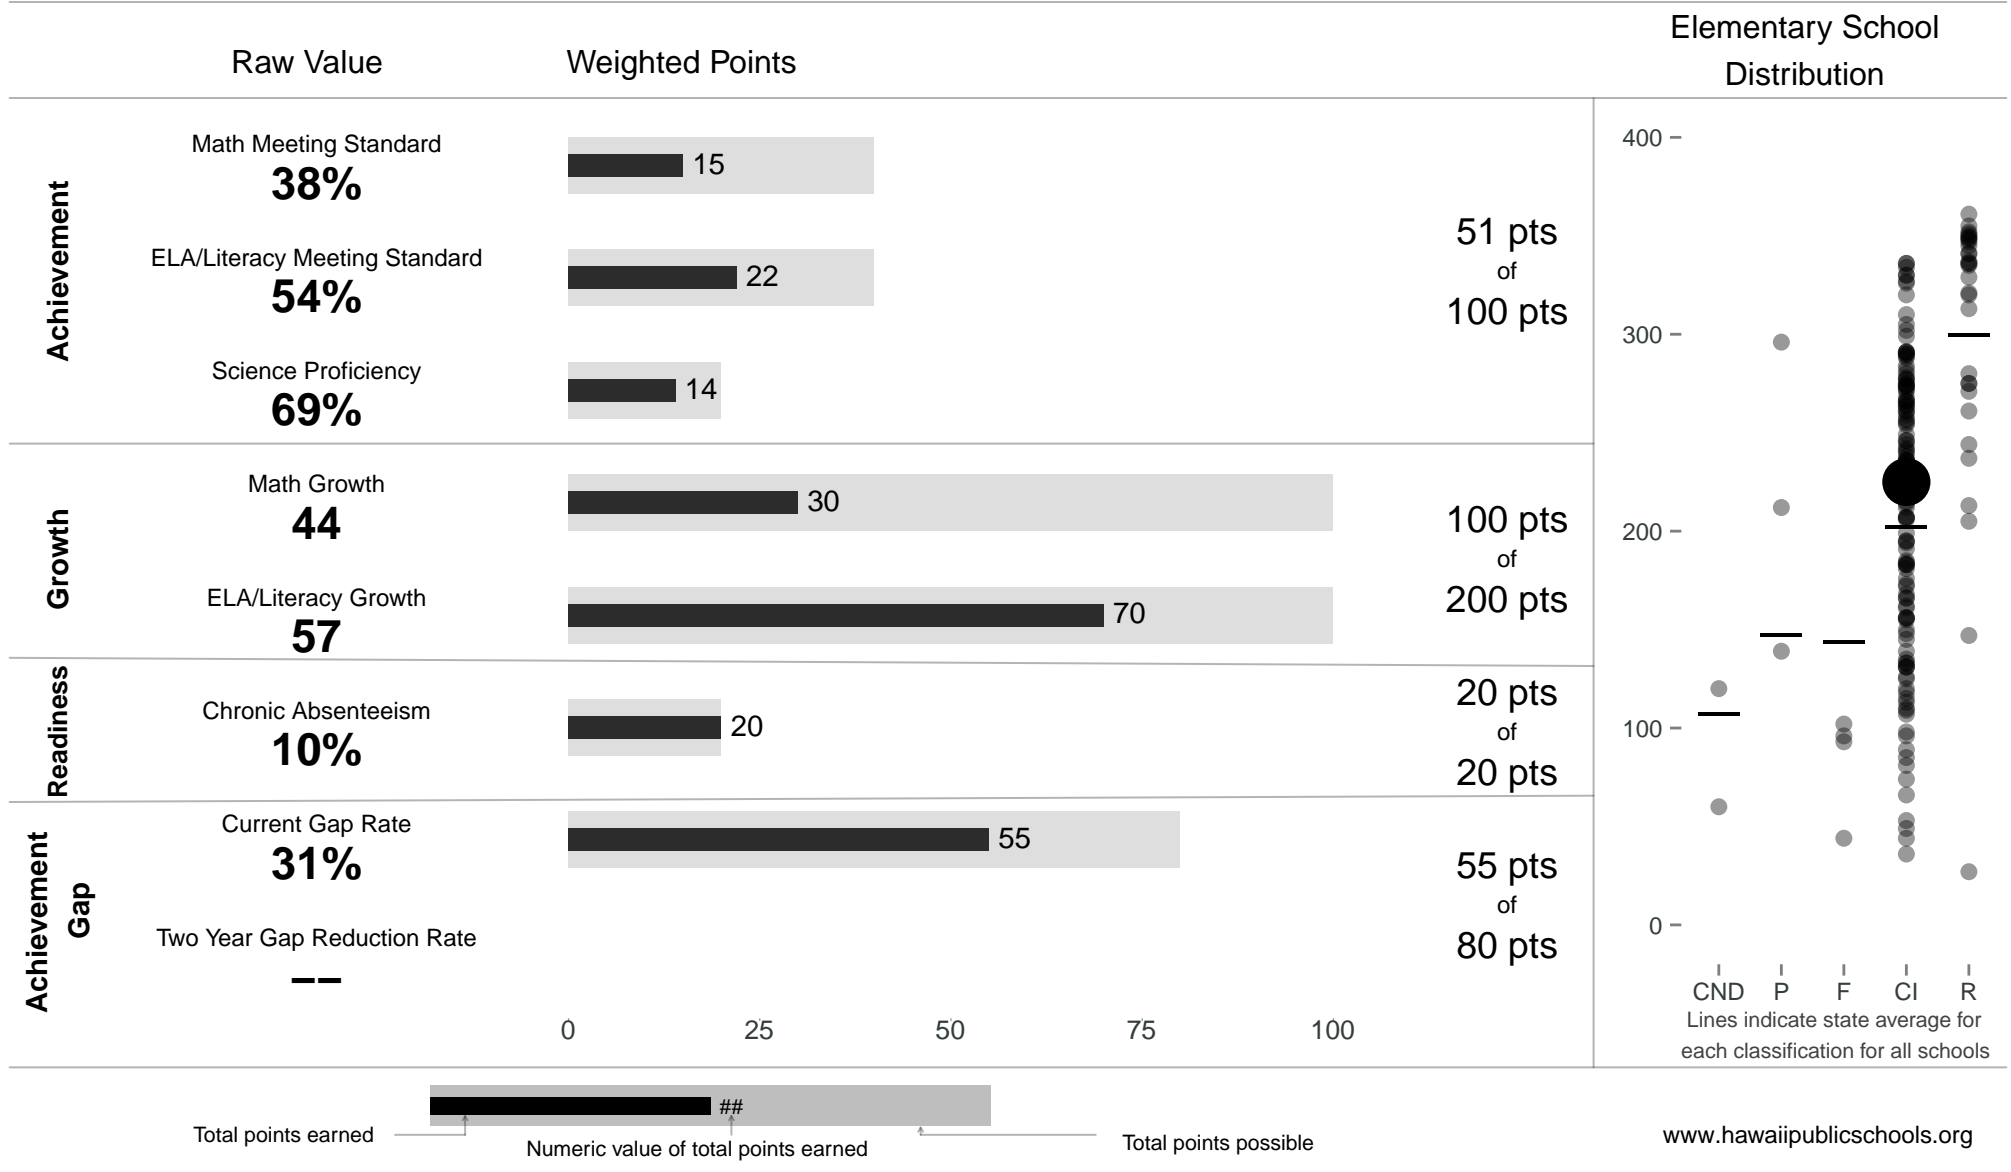 Raw Value
Weighted Points
Elementary School
Distribution
Achievement
Math Meeting Standard
38%
15
ELA/Literacy Meeting Standard
54%
22
Science Proficiency
69%
14
51 pts
of
100 pts
Growth
Math Growth
44
30
ELA/Literacy Growth
57
70
100 pts
of
200 pts
Readiness
Chronic Absenteeism
10%
20
20 pts
of
20 pts
Achievement
Gap
Current Gap Rate
31%
55
Two Year Gap Reduction Rate
––
55 pts
of
80 pts
0 25 50 75 100
400
300
200
100
0
CND P F CI R
Lines indicate state average for
each classification for all schools
##
Total points earned
Numeric value of total points earned
Total points possible
www.hawaiipublicschools.org